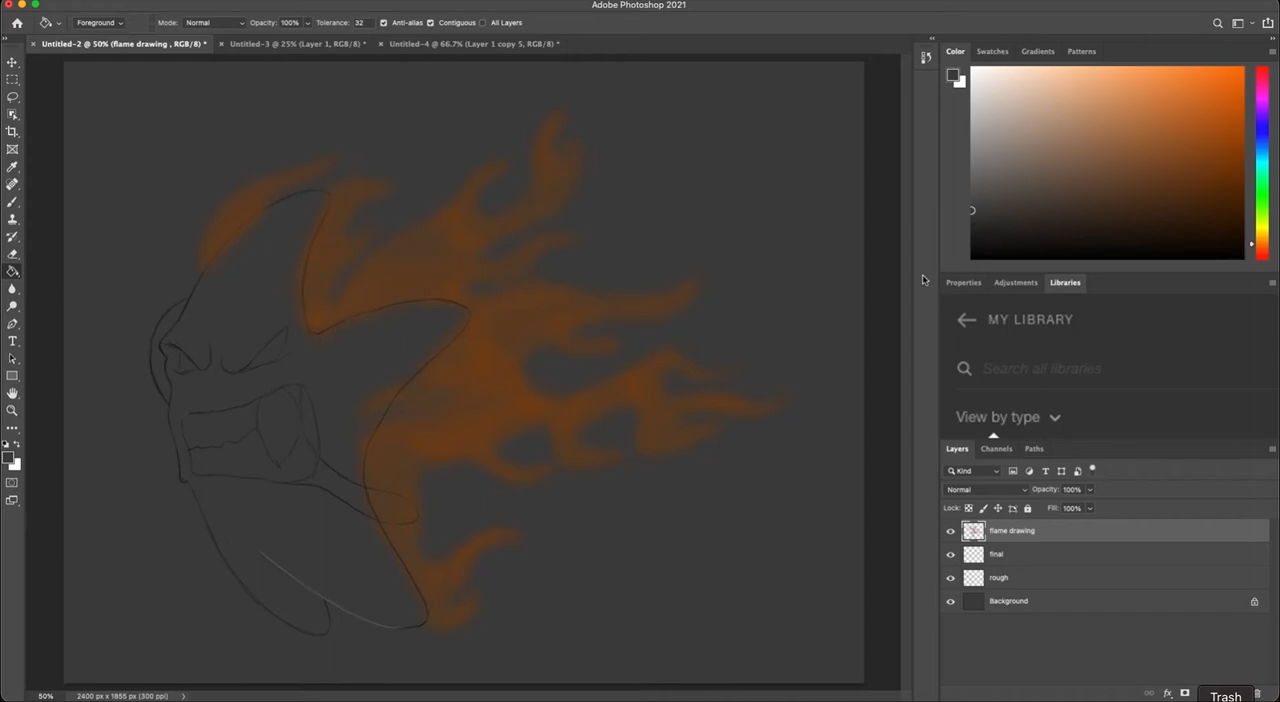 Adobe Photoshop 2021
Foreground Mode: Normal Opacity: 100% Tolerance: 32 Anti-alias Contiguous All Layers
Untitled-2 @ 50% (flame drawing , RGB/8) * Untitled-3 @ 25% (Layer 1, RGB/8) * Untitled-4 @ 66.7% (Layer 1 copy 5, RGB/8) *
Color Swatches Gradients Patterns
Properties Adjustments Libraries
MY LIBRARY
Search all libraries
View by type
Layers Channels Paths
Kind
Normal Opacity: 100%
Lock: Fill: 100%
flame drawing
final
rough
Background
50% 2400 px x 1855 px (300 ppi)
Trash